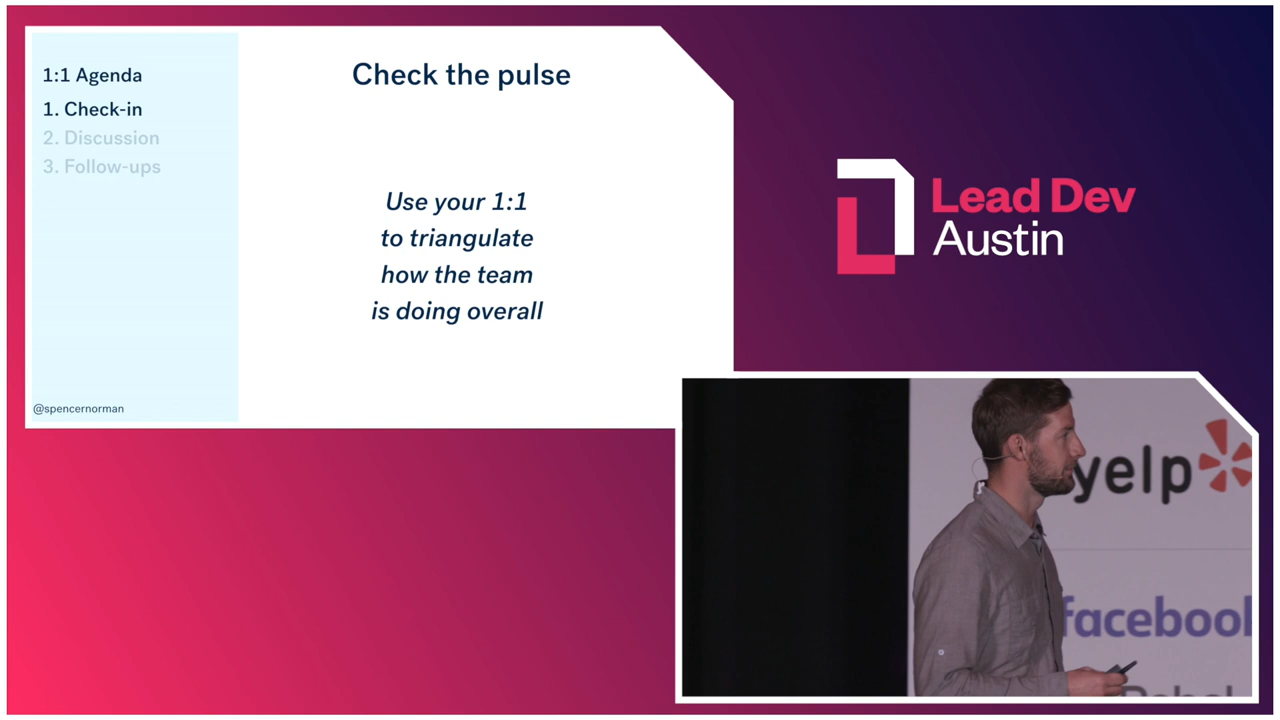 1:1 Agenda
1. Check-in
2. Discussion
3. Follow-ups
@spencernorman
Check the pulse
Use your 1:1
to triangulate
how the team
is doing overall
Lead Dev
Austin
yelp
facebook